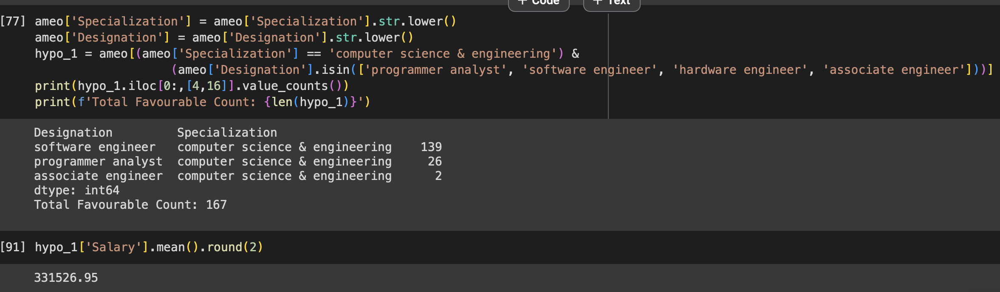 + Code + Text
[77] ameo['Specialization'] = ameo['Specialization'].str.lower()
ameo['Designation'] = ameo['Designation'].str.lower()
hypo_1 = ameo[(ameo['Specialization'] == 'computer science & engineering') &
(ameo['Designation'].isin(['programmer analyst', 'software engineer', 'hardware engineer', 'associate engineer']))]
print(hypo_1.iloc[0:,[4,16]].value_counts())
print(f'Total Favourable Count: {len(hypo_1)}')
Designation Specialization
software engineer computer science & engineering 139
programmer analyst computer science & engineering 26
associate engineer computer science & engineering 2
dtype: int64
Total Favourable Count: 167
[91] hypo_1['Salary'].mean().round(2)
331526.95